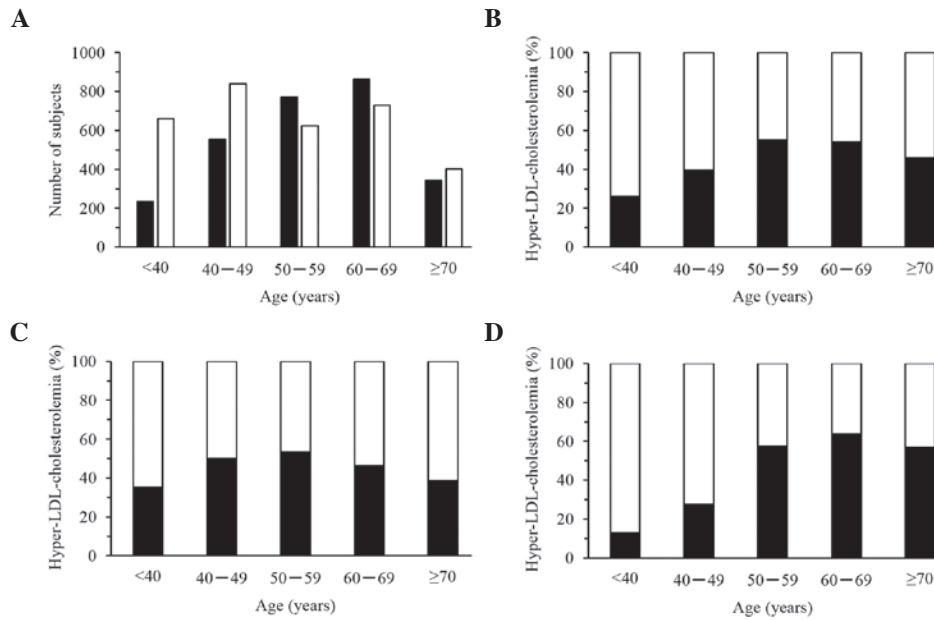 A
Number of subjects
1000
800
600
400
200
0
<40 40−49 50−59 60−69 ≥70
Age (years)
B
Hyper-LDL-cholesterolemia (%)
100
80
60
40
20
0
<40 40−49 50−59 60−69 ≥70
Age (years)
C
Hyper-LDL-cholesterolemia (%)
100
80
60
40
20
0
<40 40−49 50−59 60−69 ≥70
Age (years)
D
Hyper-LDL-cholesterolemia (%)
100
80
60
40
20
0
<40 40−49 50−59 60−69 ≥70
Age (years)